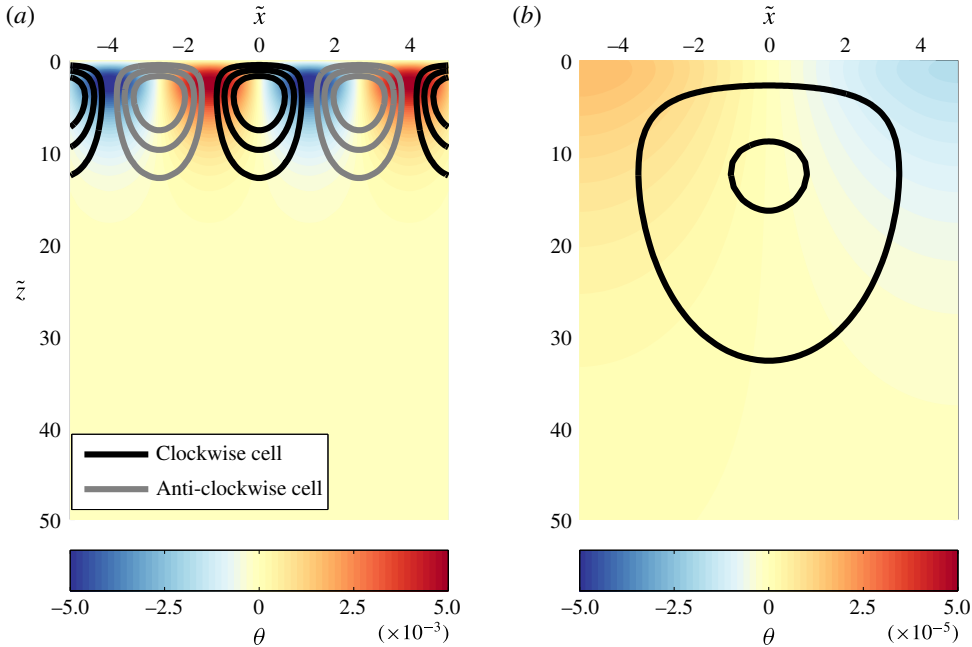 (a)
x̃
−4 −2 0 2 4
0
10
20
z̃
30
40
50
Clockwise cell
Anti-clockwise cell
−5.0 −2.5 0 2.5 5.0
θ
(×10⁻³)
(b)
x̃
−4 −2 0 2 4
0
10
20
30
40
50
−5.0 −2.5 0 2.5 5.0
θ
(×10⁻⁵)